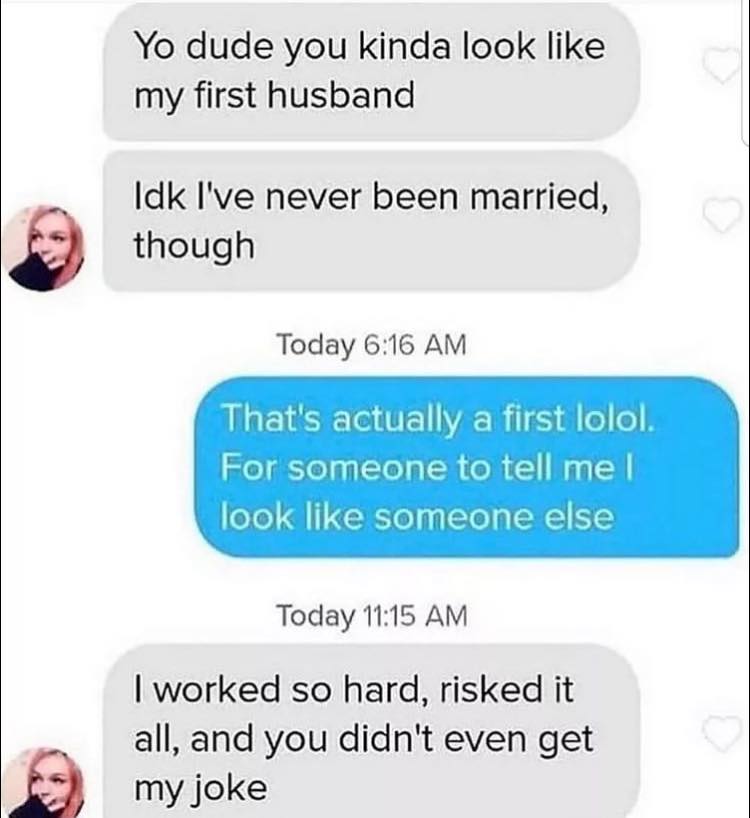 Yo dude you kinda look like
my first husband
Idk I've never been married,
though
Today 6:16 AM
That's actually a first lolol.
For someone to tell me I
look like someone else
Today 11:15 AM
I worked so hard, risked it
all, and you didn't even get
my joke